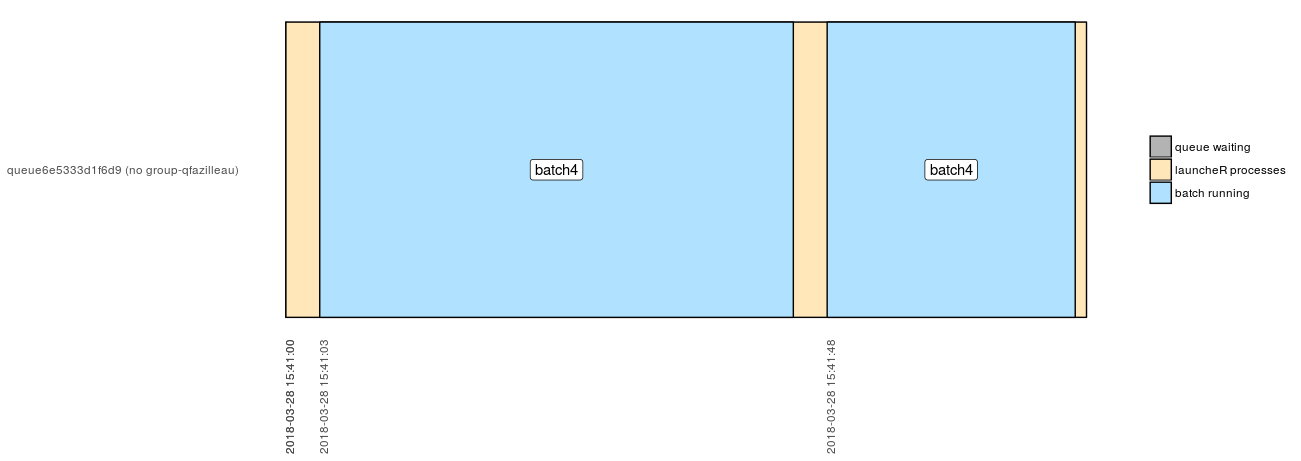 batch4
batch4
queue6e5333d1f6d9 (no group-qfazilleau)
queue waiting
launcheR processes
batch running
2018-03-28 15:41:00
2018-03-28 15:41:03
2018-03-28 15:41:48